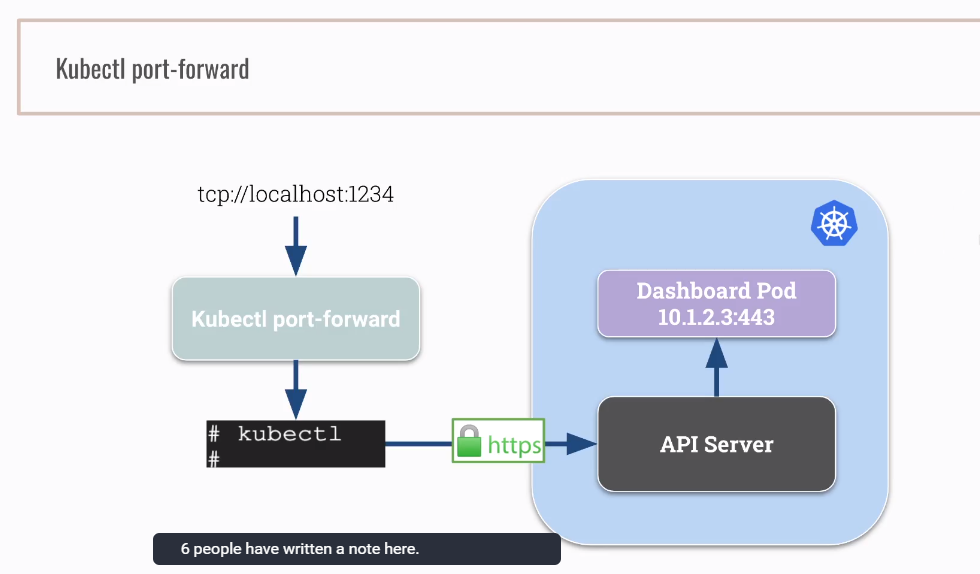 Kubectl port-forward
tcp://localhost:1234
Kubectl port-forward
# kubectl
#
https
Dashboard Pod
10.1.2.3:443
API Server
6 people have written a note here.